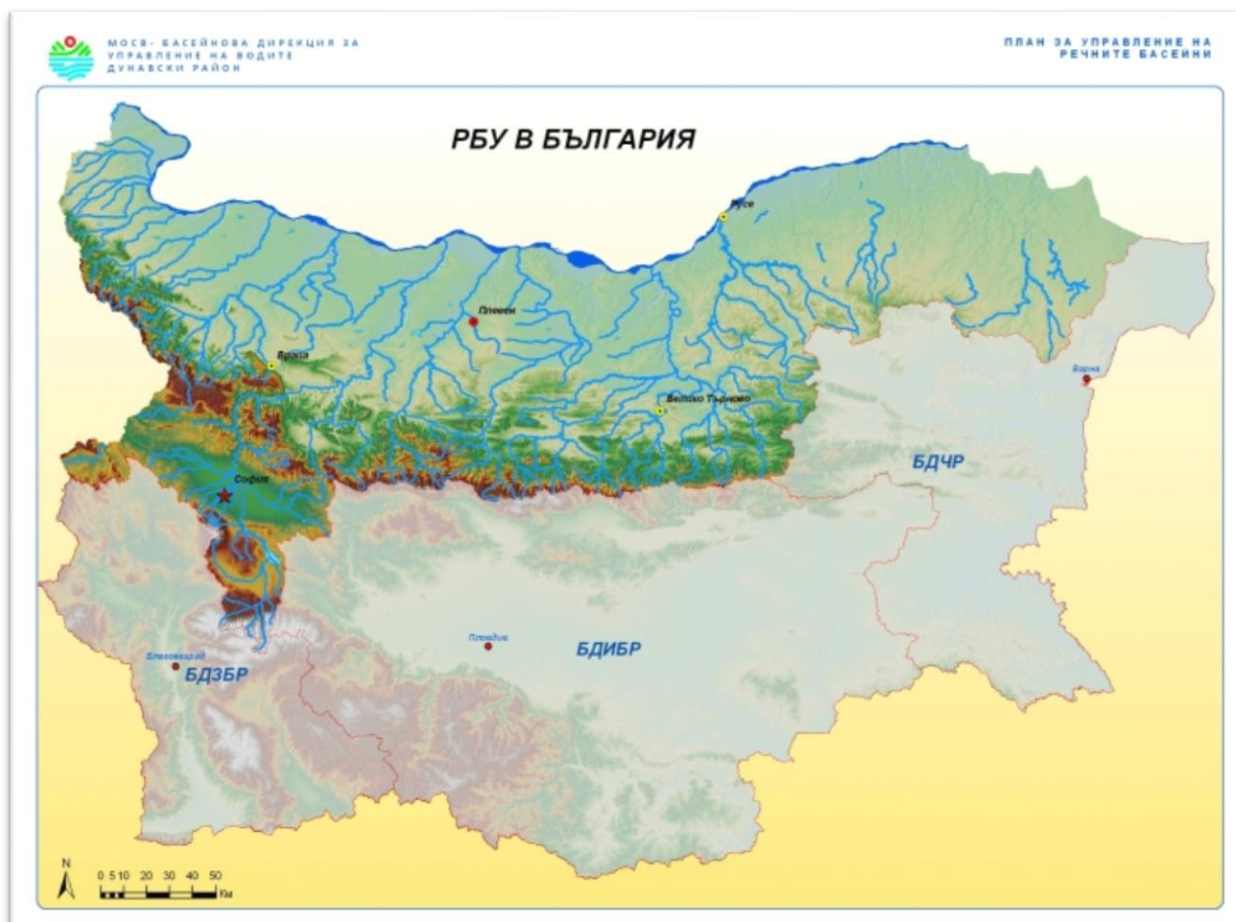 МОСВ- БАСЕЙНОВА ДИРЕКЦИЯ ЗА
УПРАВЛЕНИЕ НА ВОДИТЕ
ДУНАВСКИ РАЙОН
ПЛАН ЗА УПРАВЛЕНИЕ НА
РЕЧНИТЕ БАСЕЙНИ
РБУ В БЪЛГАРИЯ
Русе
Плевен
Враца
Варна
Велико Търново
БДЧР
София
Пловдив
БДИБР
Благоевград
БДЗБР
N
0 5 10 20 30 40 50
Км